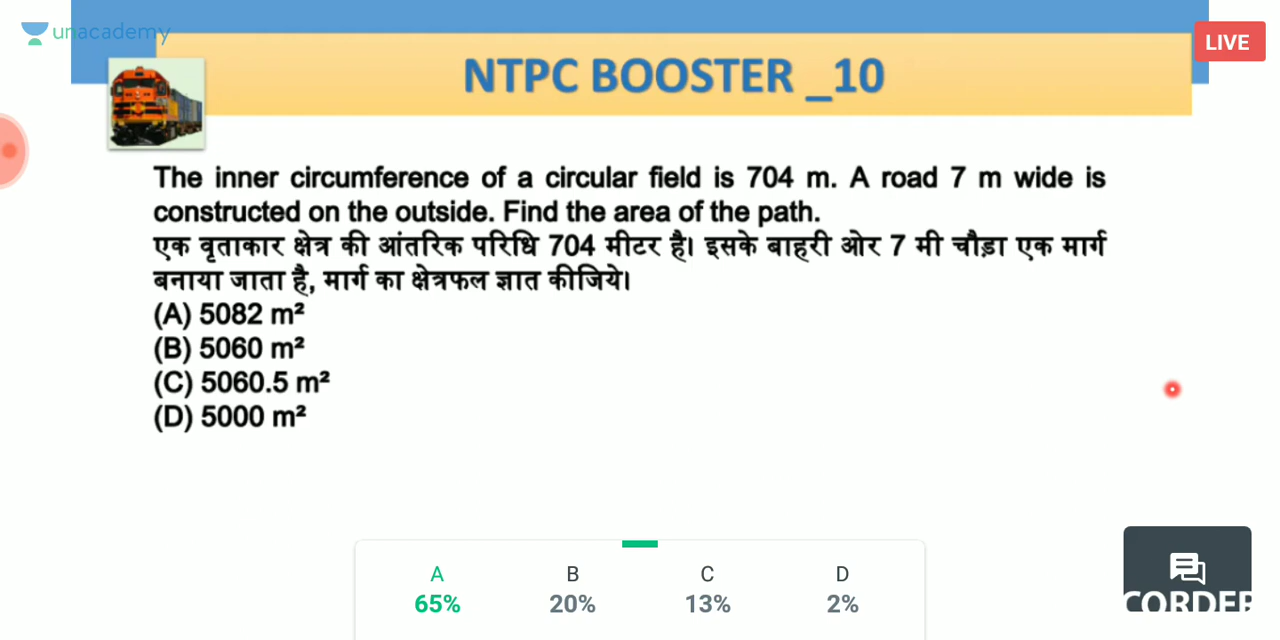 unacademy
LIVE
NTPC BOOSTER _10
The inner circumference of a circular field is 704 m. A road 7 m wide is
constructed on the outside. Find the area of the path.
एक वृताकार क्षेत्र की आंतरिक परिधि 704 मीटर है। इसके बाहरी ओर 7 मी चौड़ा एक मार्ग
बनाया जाता है, मार्ग का क्षेत्रफल ज्ञात कीजिये।
(A) 5082 m²
(B) 5060 m²
(C) 5060.5 m²
(D) 5000 m²
A B C D
65% 20% 13% 2%
CORDER